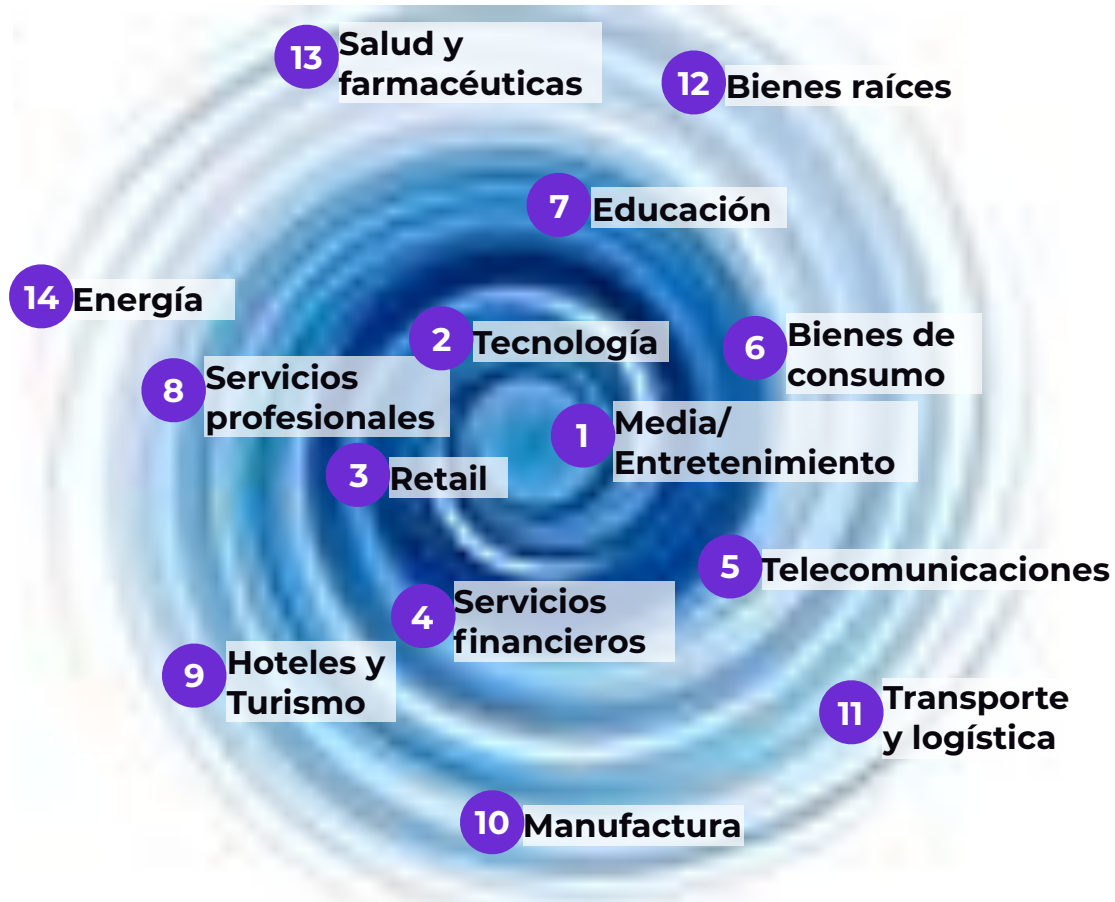 13 Salud y
farmacéuticas
12 Bienes raíces
7 Educación
14 Energía
2 Tecnología
6 Bienes de
consumo
8 Servicios
profesionales
1 Media/
Entretenimiento
3 Retail
5 Telecomunicaciones
4 Servicios
financieros
9 Hoteles y
Turismo
11 Transporte
y logística
10 Manufactura